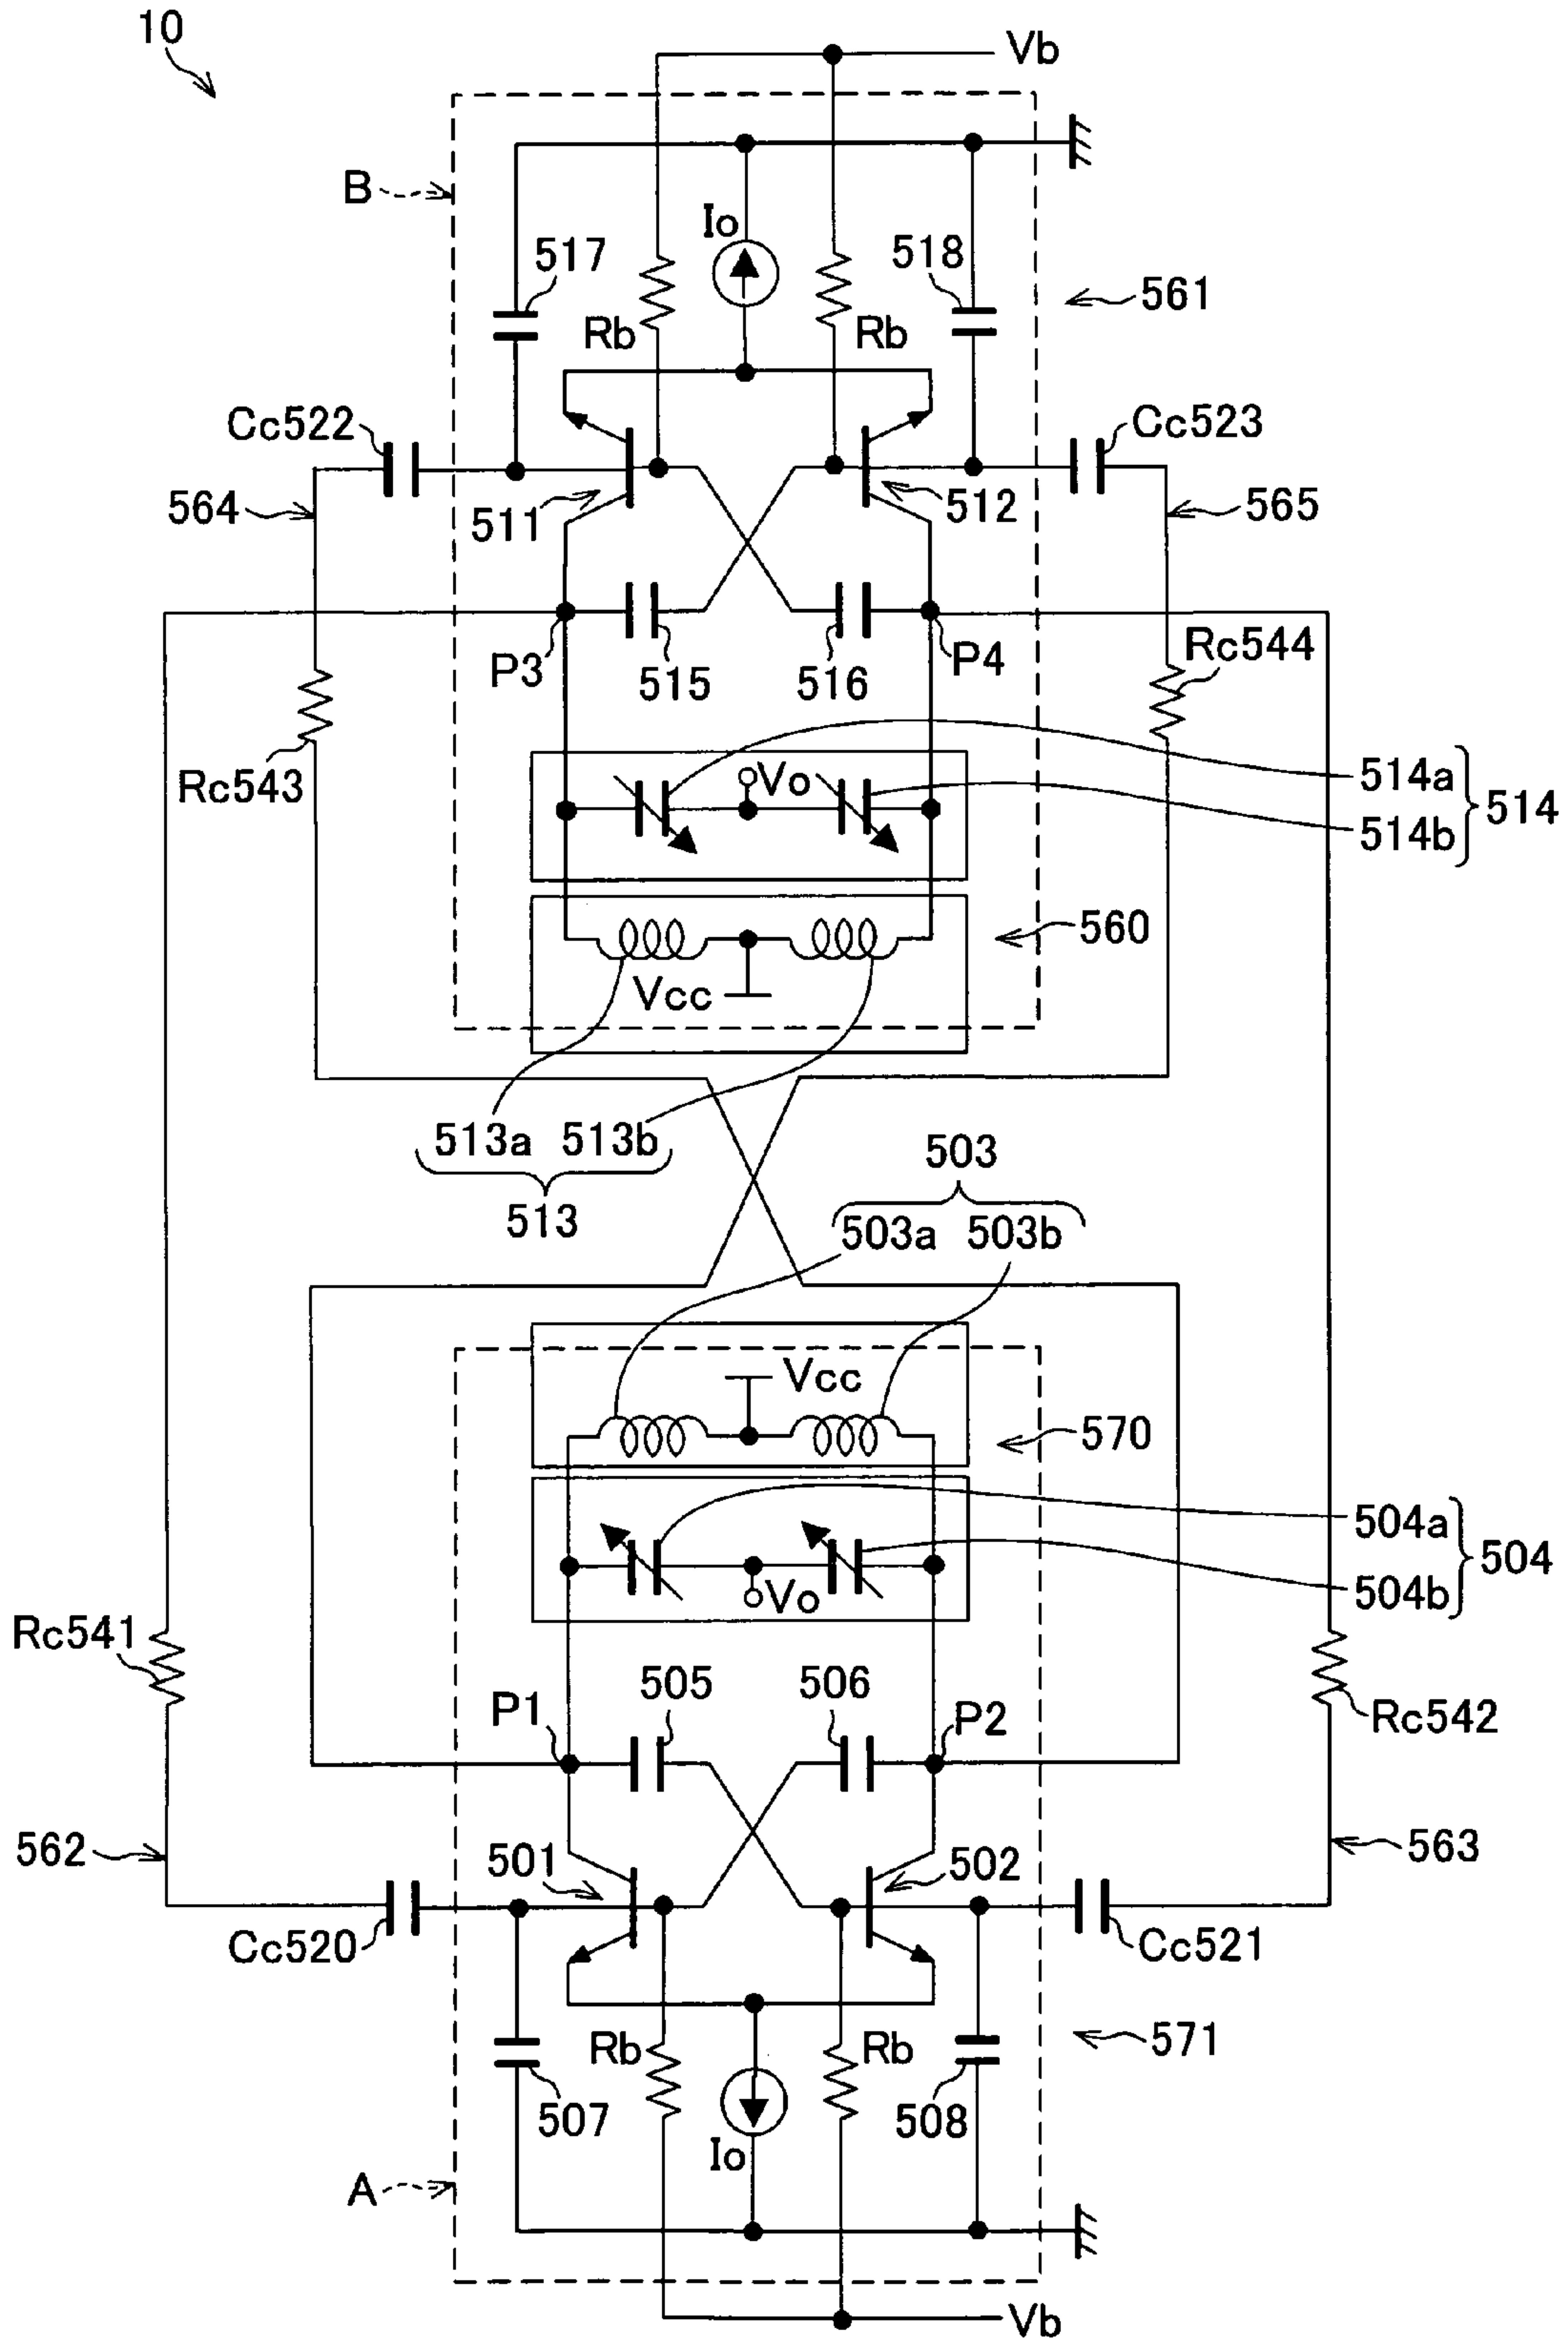 10
Vb
B
Io
517
518
561
Rb
Rb
Cc522
Cc523
564
511
512
565
P3
515
516
P4
Rc544
Rc543
Vo
514a
514b
514
560
Vcc
513a 513b
513
503
503a 503b
Vcc
570
504a
504b
504
Vo
Rc541
505
506
P1
P2
Rc542
562
501
502
563
Cc520
Cc521
Rb
Rb
571
507
508
Io
A
Vb